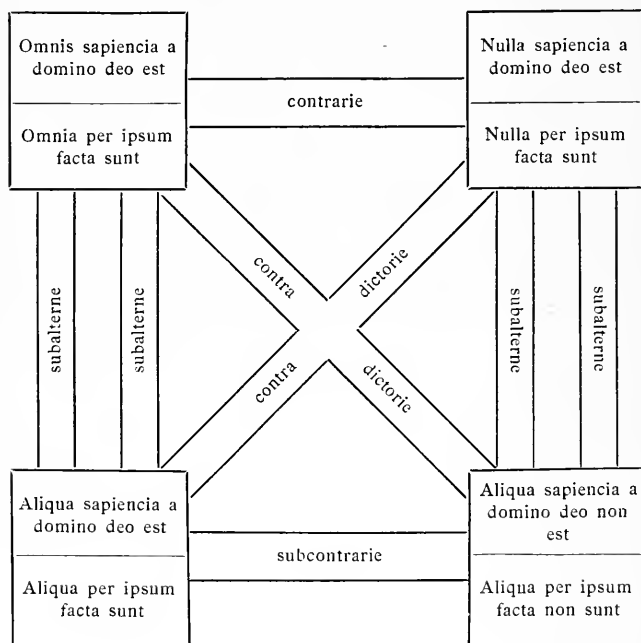 Omnis sapiencia a
domino deo est
Omnia per ipsum
facta sunt
contrarie
Nulla sapiencia a
domino deo est
Nulla per ipsum
facta sunt
subalterne
subalterne
contra
dictorie
contra
dictorie
subalterne
subalterne
Aliqua sapiencia a
domino deo est
Aliqua per ipsum
facta sunt
subcontrarie
Aliqua sapiencia a
domino deo non
est
Aliqua per ipsum
facta non sunt